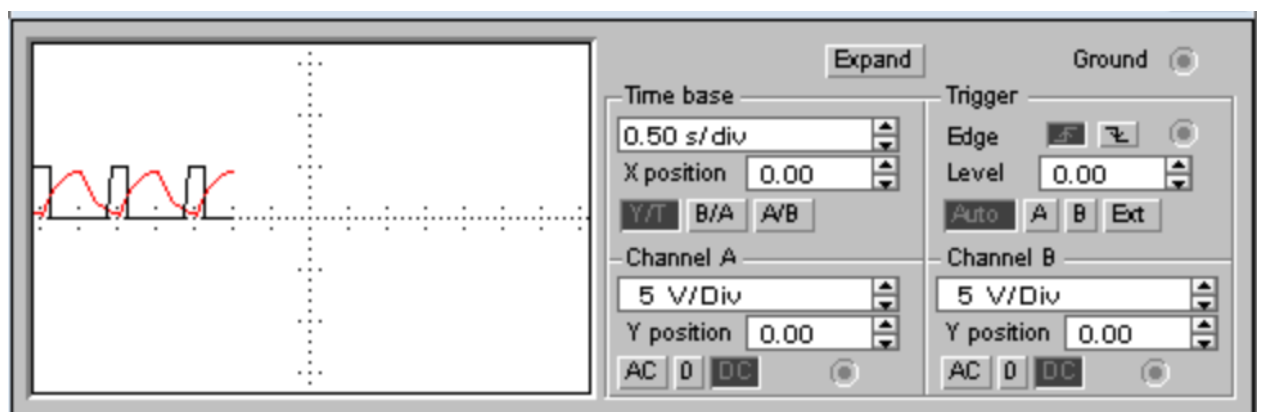 Expand Ground
Time base
0.50 s/div
X position 0.00
Y/T B/A A/B
Trigger
Edge
Level 0.00
Auto A B Ext
Channel A
5 V/Div
Y position 0.00
AC 0 DC
Channel B
5 V/Div
Y position 0.00
AC 0 DC